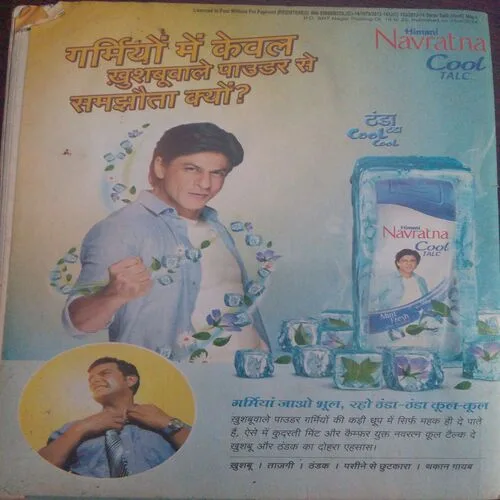 Himani
Navratna
Cool
TALC
गर्मियों में केवल
ख़ुशबूवाले पाउडर से
समझौता क्यों?
ठंडा ठंडा
Cool Cool
Himani
Navratna
Cool
TALC
Mint
Fresh
गर्मियां जाओ भूल, रहो ठंडा-ठंडा कूल-कूल
ख़ुशबूवाले पाउडर गर्मियों की कड़ी धूप में सिर्फ़ महक ही दे पाते
हैं, ऐसे में कुदरती मिंट और कैम्फर युक्त नवरत्न कूल टैल्क दे
ख़ुशबू और ठंडक का दोहरा एहसास।
ख़ुशबू । ताज़गी । ठंडक । पसीने से छुटकारा । थकान गायब